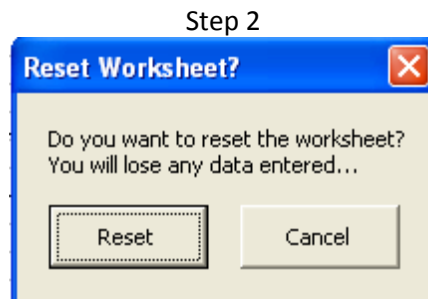 Step 2
Reset Worksheet?
Do you want to reset the worksheet?
You will lose any data entered...
Reset
Cancel